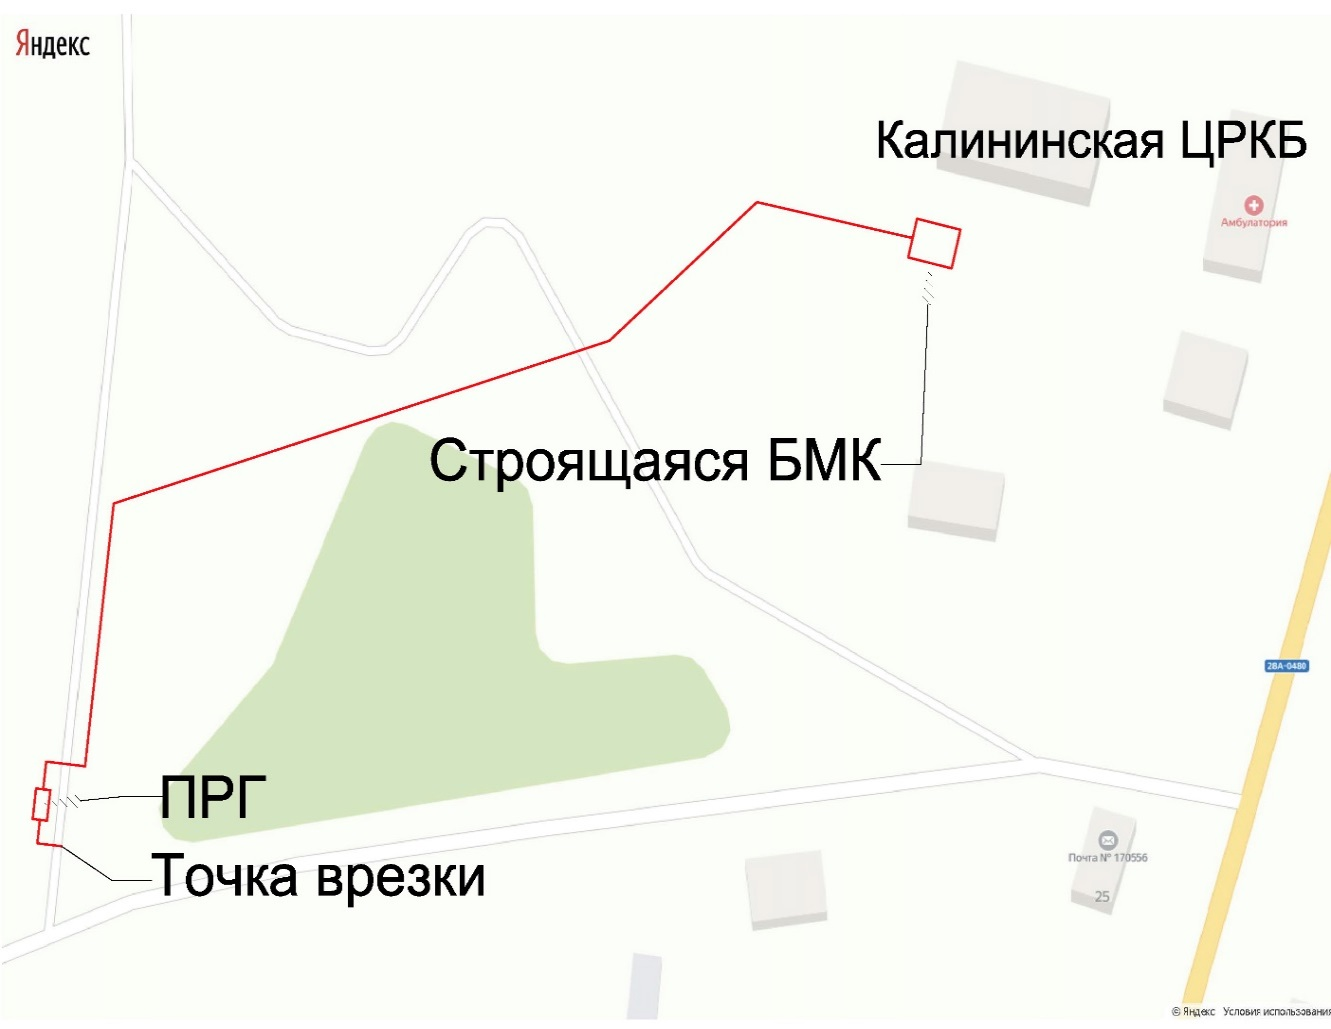 Яндекс
Калининская ЦРКБ
Амбулатория
Строящаяся БМК
28А-0480
ПРГ
Точка врезки
Почта № 170556
25
© Яндекс Условия использования